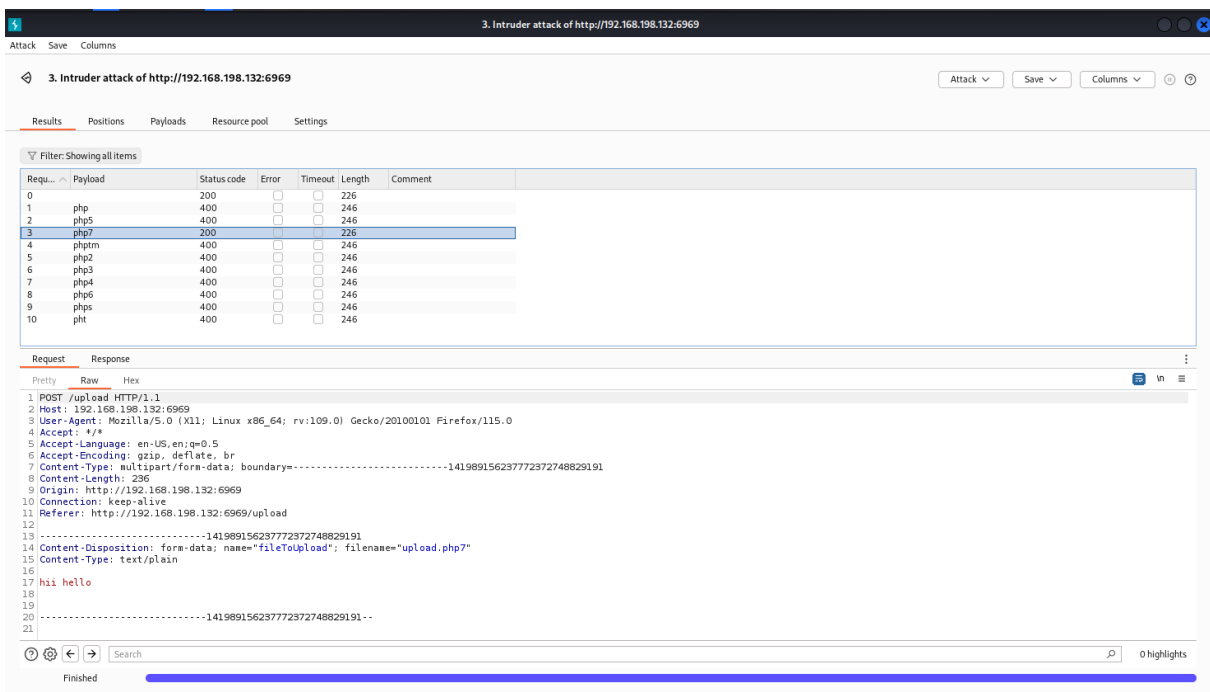 3. Intruder attack of http://192.168.198.132:6969
Attack Save Columns
3. Intruder attack of http://192.168.198.132:6969
Attack Save Columns
Results Positions Payloads Resource pool Settings
Filter: Showing all items
Requ... Payload Status code Error Timeout Length Comment
0 200 226
1 php 400 246
2 php5 400 246
3 php7 200 226
4 phptm 400 246
5 php2 400 246
6 php3 400 246
7 php4 400 246
8 php6 400 246
9 phps 400 246
10 pht 400 246
Request Response
Pretty Raw Hex
\n
1 POST /upload HTTP/1.1
2 Host: 192.168.198.132:6969
3 User-Agent: Mozilla/5.0 (X11; Linux x86_64; rv:109.0) Gecko/20100101 Firefox/115.0
4 Accept: */*
5 Accept-Language: en-US,en;q=0.5
6 Accept-Encoding: gzip, deflate, br
7 Content-Type: multipart/form-data; boundary=---------------------------141989156237772372748829191
8 Content-Length: 236
9 Origin: http://192.168.198.132:6969
10 Connection: keep-alive
11 Referer: http://192.168.198.132:6969/upload
12
13 -----------------------------141989156237772372748829191
14 Content-Disposition: form-data; name="fileToUpload"; filename="upload.php7"
15 Content-Type: text/plain
16
17 hii hello
18
19
20 -----------------------------141989156237772372748829191--
21
Search 0 highlights
Finished